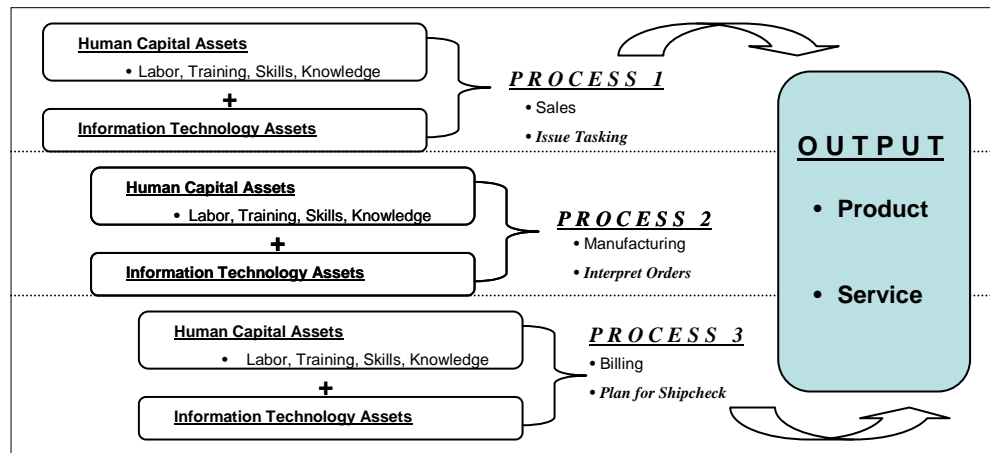 Human Capital Assets
• Labor, Training, Skills, Knowledge
+
Information Technology Assets
PROCESS 1
• Sales
• Issue Tasking
Human Capital Assets
• Labor, Training, Skills, Knowledge
+
Information Technology Assets
PROCESS 2
• Manufacturing
• Interpret Orders
Human Capital Assets
• Labor, Training, Skills, Knowledge
+
Information Technology Assets
PROCESS 3
• Billing
• Plan for Shipcheck
OUTPUT
• Product
• Service